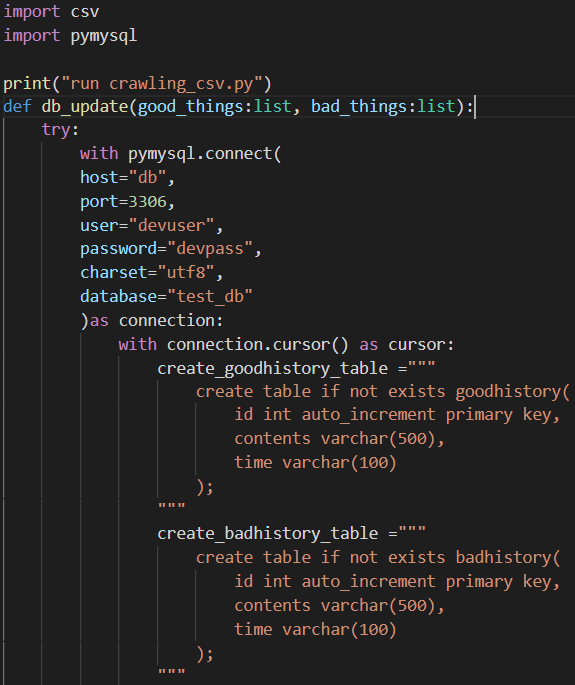 import csv
import pymysql

print("run crawling_csv.py")
def db_update(good_things:list, bad_things:list):
    try:
        with pymysql.connect(
        host="db",
        port=3306,
        user="devuser",
        password="devpass",
        charset="utf8",
        database="test_db"
        )as connection:
            with connection.cursor() as cursor:
                create_goodhistory_table ="""
                    create table if not exists goodhistory(
                        id int auto_increment primary key,
                        contents varchar(500),
                        time varchar(100)
                    );
                """
                create_badhistory_table ="""
                    create table if not exists badhistory(
                        id int auto_increment primary key,
                        contents varchar(500),
                        time varchar(100)
                    );
                """